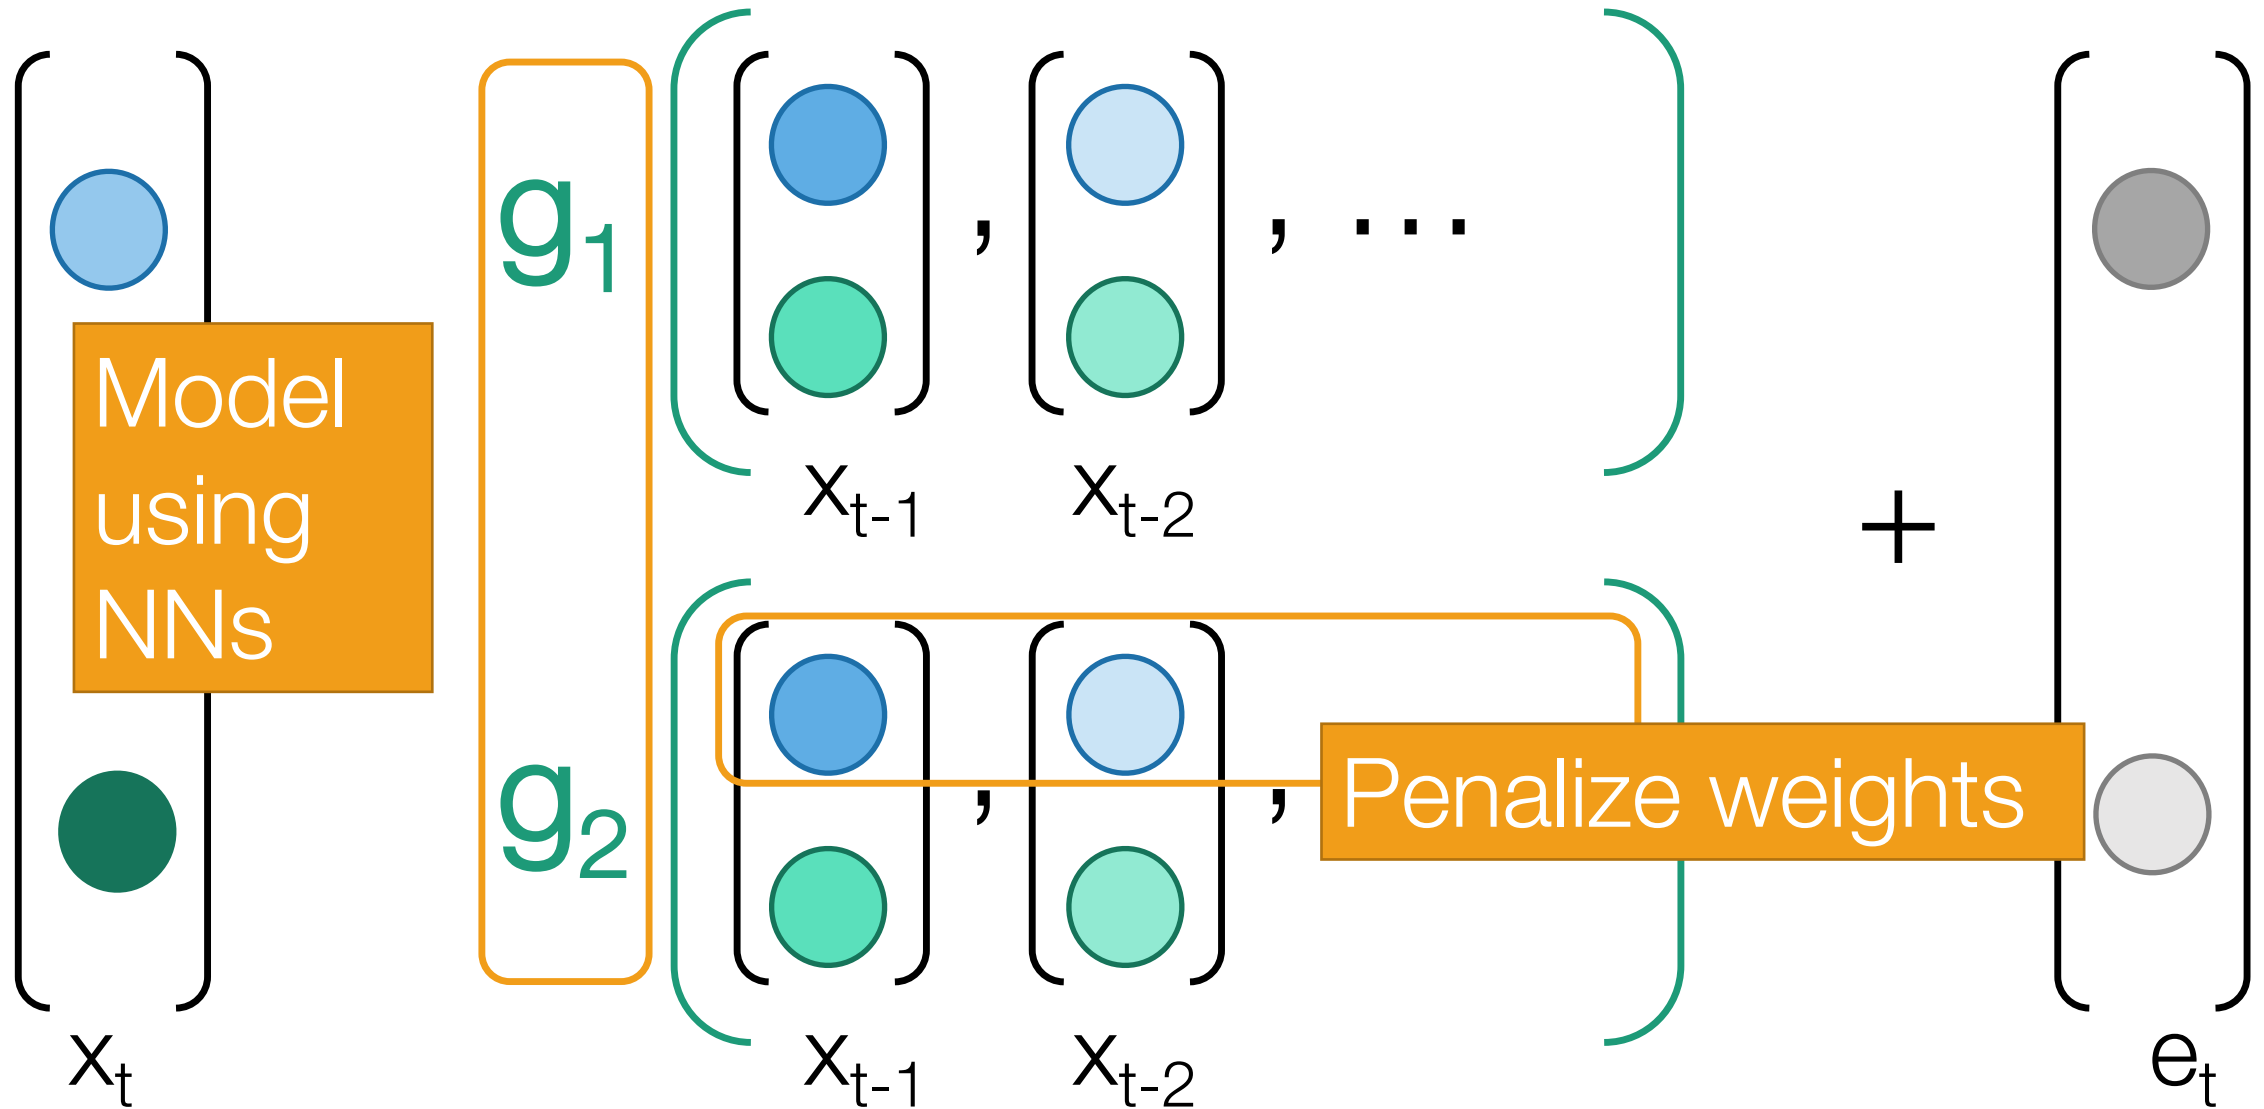 g1 ( , , ...
xt-1 xt-2
Model
using
NNs
+
g2 , ,
Penalize weights
xt xt-1 xt-2 et